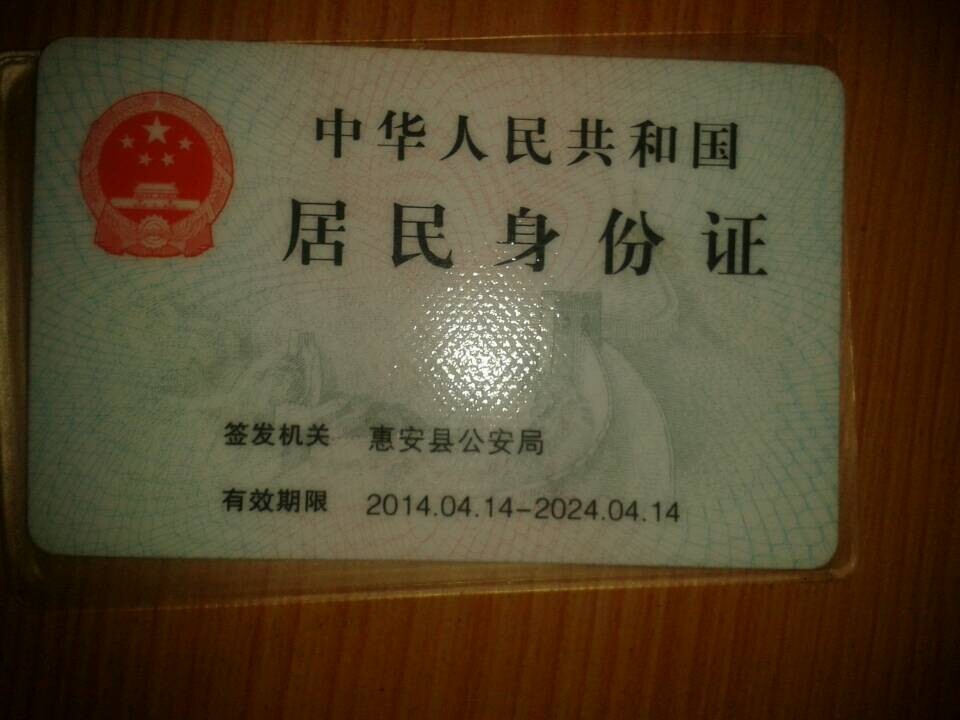 中华人民共和国
居民身份证
签发机关 惠安县公安局
有效期限 2014.04.14-2024.04.14